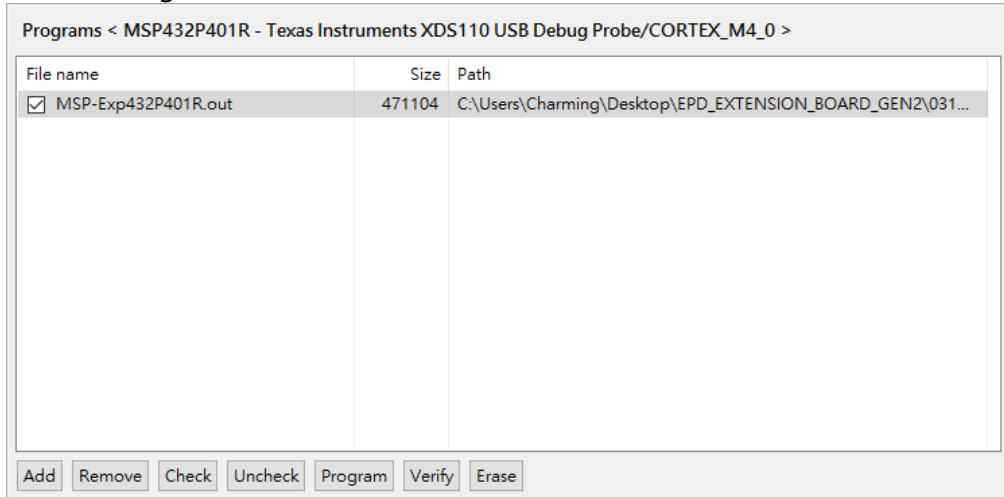 Programs < MSP432P401R - Texas Instruments XDS110 USB Debug Probe/CORTEX_M4_0 >
File name Size Path
MSP-Exp432P401R.out 471104 C:\Users\Charming\Desktop\EPD_EXTENSION_BOARD_GEN2\031...
Add Remove Check Uncheck Program Verify Erase